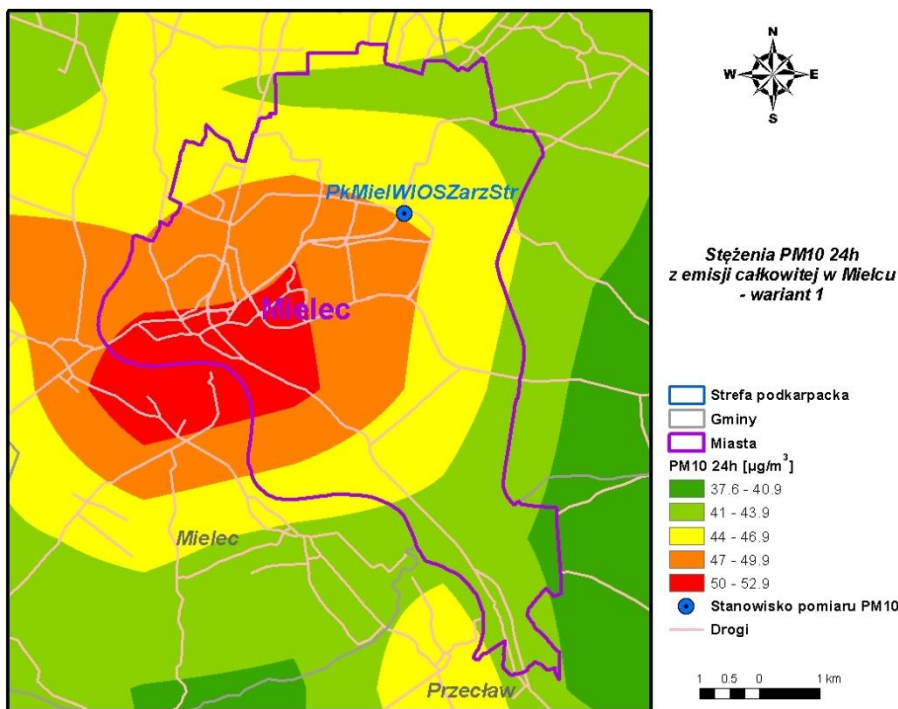 N
W E
S
PkMielWIOSZarzStr
Stężenia PM10 24h
z emisji całkowitej w Mielcu
- wariant 1
Mielec
Strefa podkarpacka
Gminy
Miasta
PM10 24h [µg/m³]
37.6 - 40.9
41 - 43.9
44 - 46.9
47 - 49.9
50 - 52.9
Stanowisko pomiaru PM10
Drogi
Mielec
Przecław
1 0.5 0 1 km